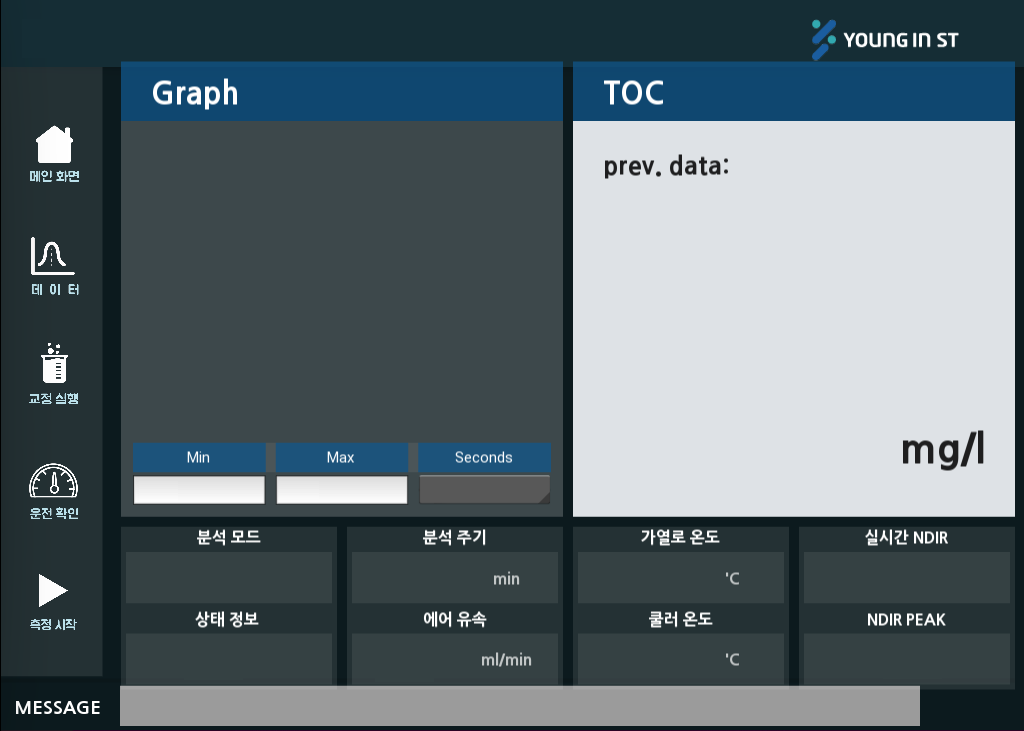 YOUNG IN ST
Graph
TOC
메인 화면
prev. data:
데 이 터
교정 실행
mg/l
Min
Max
Seconds
운전 확인
분석 모드
분석 주기
가열로 온도
실시간 NDIR
min
'C
측정 시작
상태 정보
에어 유속
쿨러 온도
NDIR PEAK
ml/min
'C
MESSAGE